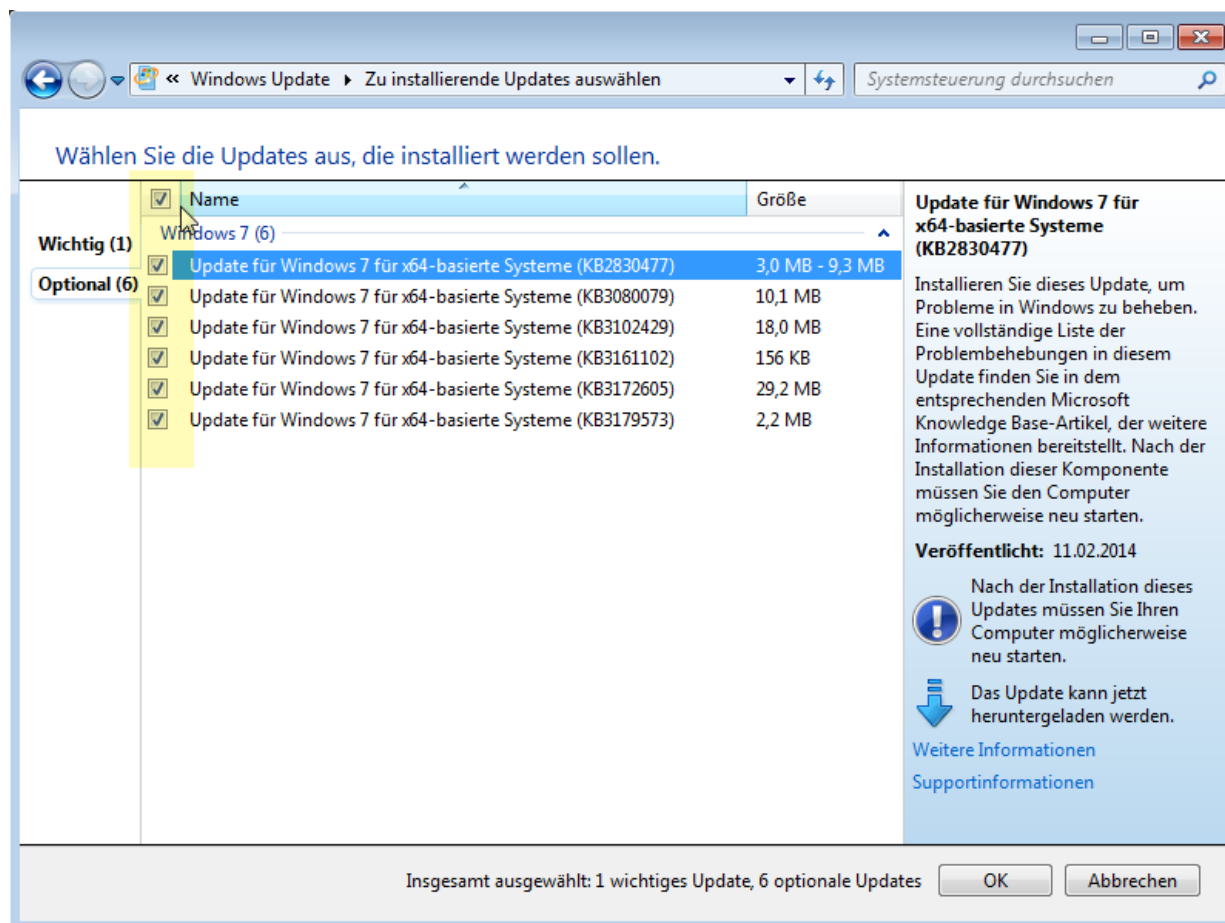 « Windows Update ▸ Zu installierende Updates auswählen
Systemsteuerung durchsuchen
Wählen Sie die Updates aus, die installiert werden sollen.
Wichtig (1)
Optional (6)
Name Größe
Windows 7 (6)
Update für Windows 7 für x64-basierte Systeme (KB2830477) 3,0 MB - 9,3 MB
Update für Windows 7 für x64-basierte Systeme (KB3080079) 10,1 MB
Update für Windows 7 für x64-basierte Systeme (KB3102429) 18,0 MB
Update für Windows 7 für x64-basierte Systeme (KB3161102) 156 KB
Update für Windows 7 für x64-basierte Systeme (KB3172605) 29,2 MB
Update für Windows 7 für x64-basierte Systeme (KB3179573) 2,2 MB
Update für Windows 7 für
x64-basierte Systeme
(KB2830477)
Installieren Sie dieses Update, um
Probleme in Windows zu beheben.
Eine vollständige Liste der
Problembehebungen in diesem
Update finden Sie in dem
entsprechenden Microsoft
Knowledge Base-Artikel, der weitere
Informationen bereitstellt. Nach der
Installation dieser Komponente
müssen Sie den Computer
möglicherweise neu starten.
Veröffentlicht: 11.02.2014
Nach der Installation dieses
Updates müssen Sie Ihren
Computer möglicherweise
neu starten.
Das Update kann jetzt
heruntergeladen werden.
Weitere Informationen
Supportinformationen
Insgesamt ausgewählt: 1 wichtiges Update, 6 optionale Updates
OK
Abbrechen